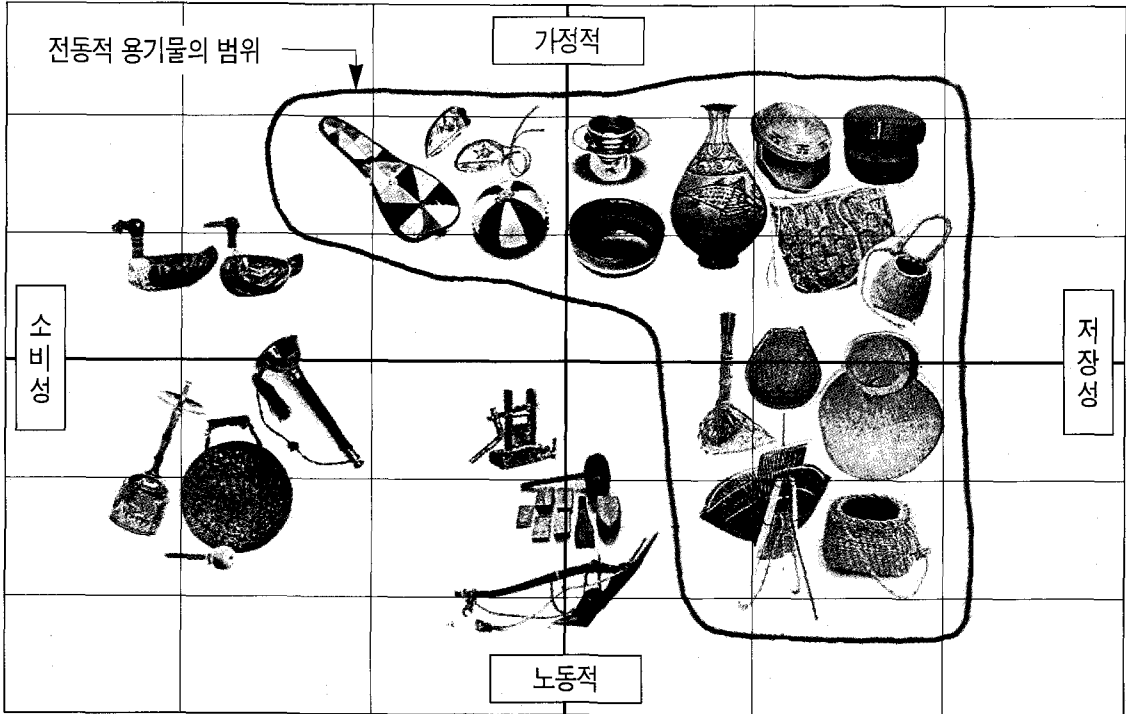 가정적
전동적 용기물의 범위
소비성
저장성
노동적